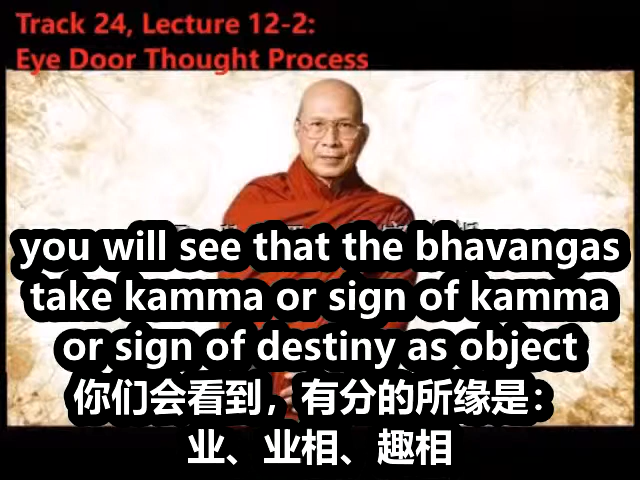 Track 24, Lecture 12-2:
Eye Door Thought Process
you will see that the bhavangas
take kamma or sign of kamma
or sign of destiny as object
你们会看到，有分的所缘是：
业、业相、趣相